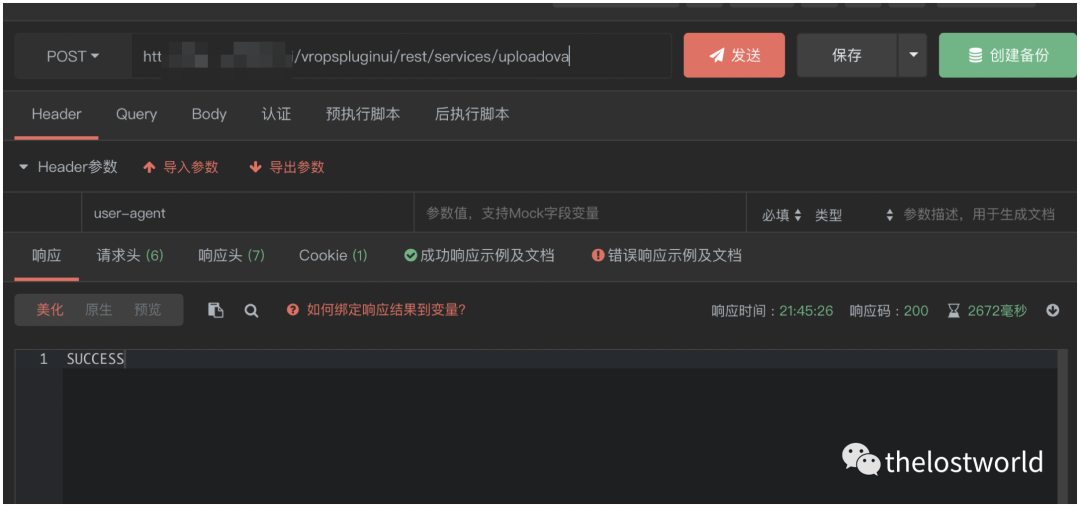 POST htt i/vropspluginui/rest/services/uploadova 发送 保存 创建备份
Header Query Body 认证 预执行脚本 后执行脚本
Header参数 导入参数 导出参数
user-agent 参数值，支持Mock字段变量 必填 类型 参数描述，用于生成文档
响应 请求头 (6) 响应头 (7) Cookie (1) 成功响应示例及文档 错误响应示例及文档
美化 原生 预览 如何绑定响应结果到变量? 响应时间：21:45:26 响应码：200 2672毫秒
1 SUCCESS
thelostworld